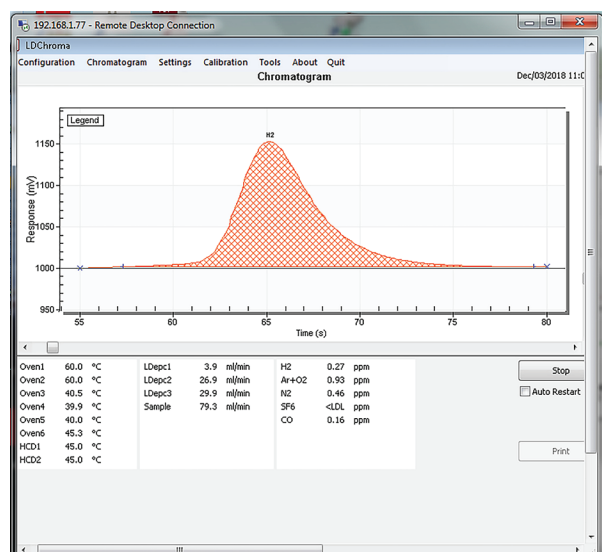 192.168.1.77 - Remote Desktop Connection
LDChroma
Configuration Chromatogram Settings Calibration Tools About Quit
Chromatogram
Dec/03/2018 11:0
Legend
H2
Response (mV)
1150
1100
1050
1000
950
55 60 65 70 75 80
Time (s)
Oven1 60.0 °C LDepc1 3.9 ml/min H2 0.27 ppm Stop
Oven2 60.0 °C LDepc2 26.9 ml/min Ar+O2 0.93 ppm
Oven3 40.5 °C LDepc3 29.9 ml/min N2 0.46 ppm Auto Restart
Oven4 39.9 °C Sample 79.3 ml/min SF6 <LDL ppm
Oven5 40.0 °C CO 0.16 ppm
Oven6 45.3 °C
HCD1 45.0 °C Print
HCD2 45.0 °C